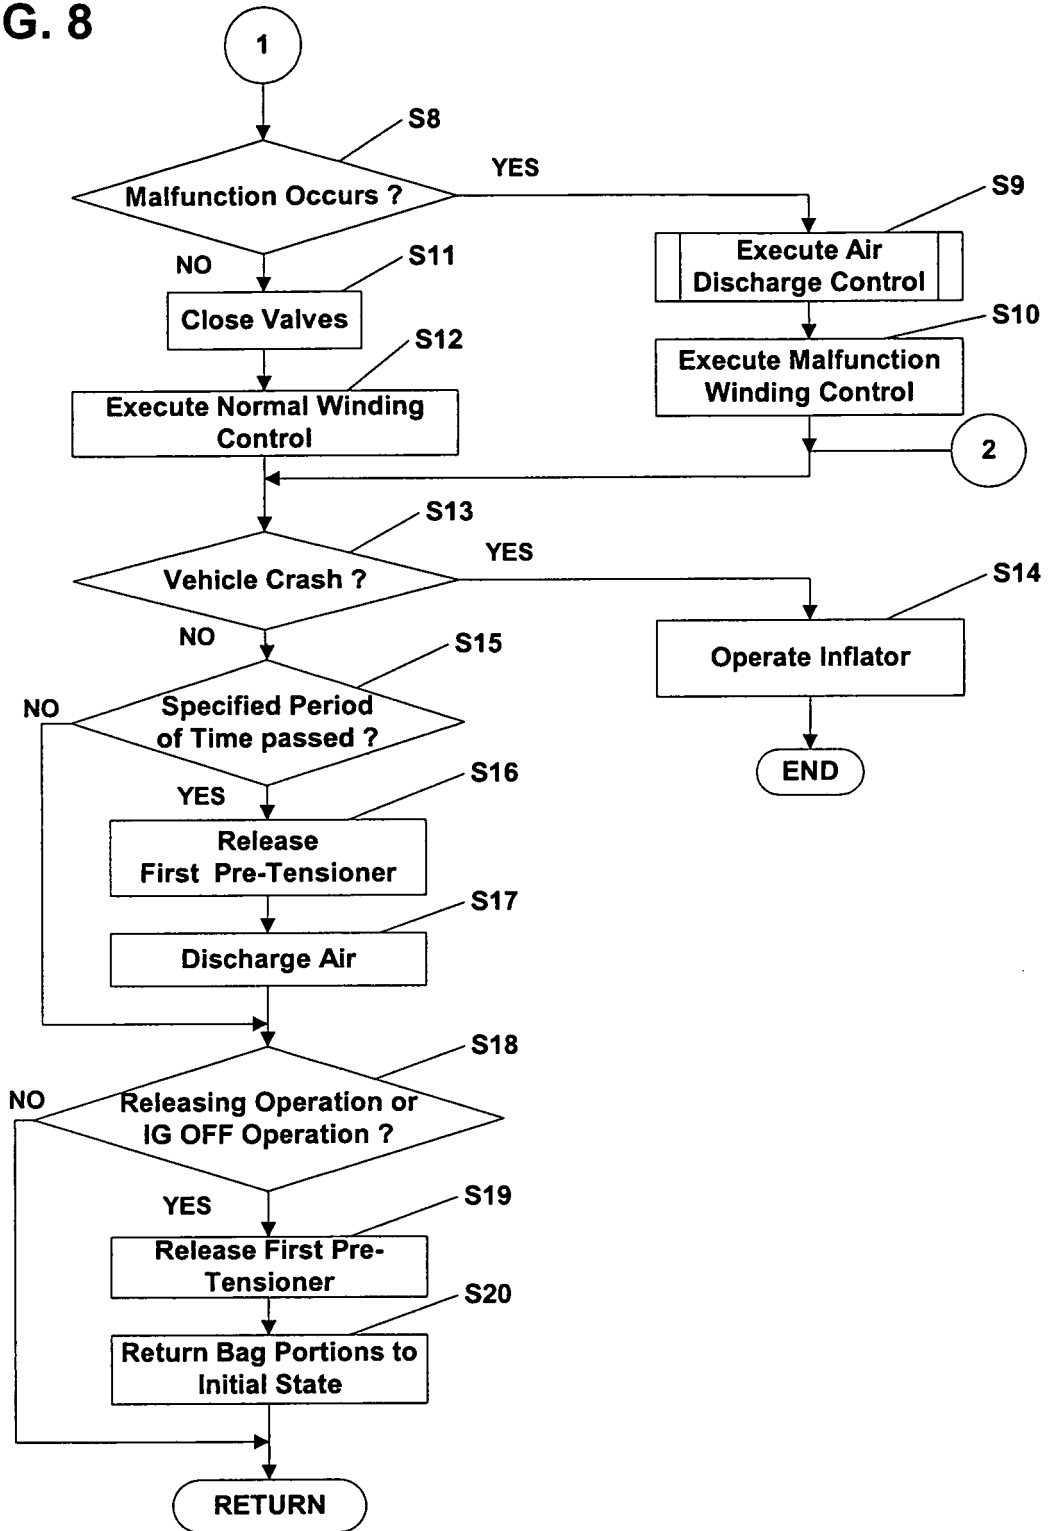 G. 8
1
S8
Malfunction Occurs ?
YES
S9
Execute Air
Discharge Control
NO
S11
Close Valves
S10
Execute Malfunction
Winding Control
S12
Execute Normal Winding
Control
2
S13
Vehicle Crash ?
YES
S14
Operate Inflator
END
NO
S15
Specified Period
of Time passed ?
NO
YES
S16
Release
First Pre-Tensioner
S17
Discharge Air
S18
Releasing Operation or
IG OFF Operation ?
NO
YES
S19
Release First Pre-
Tensioner
S20
Return Bag Portions to
Initial State
RETURN